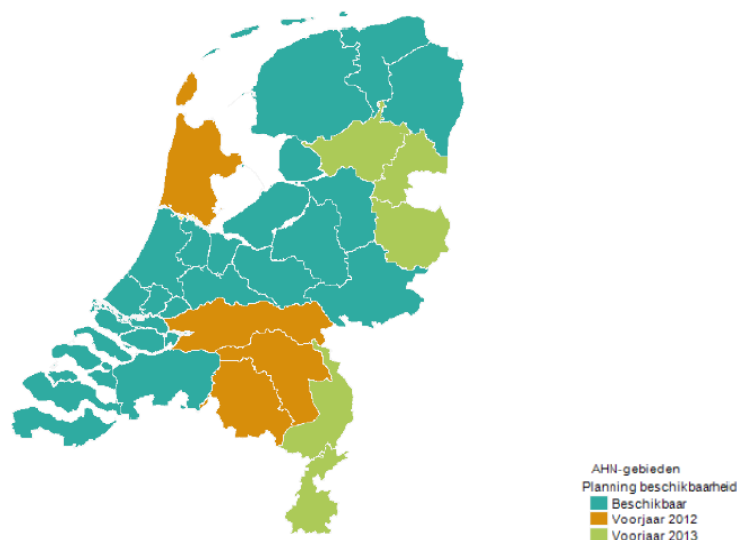 AHN-gebieden
Planning beschikbaarheid
Beschikbaar
Voorjaar 2012
Voorjaar 2013